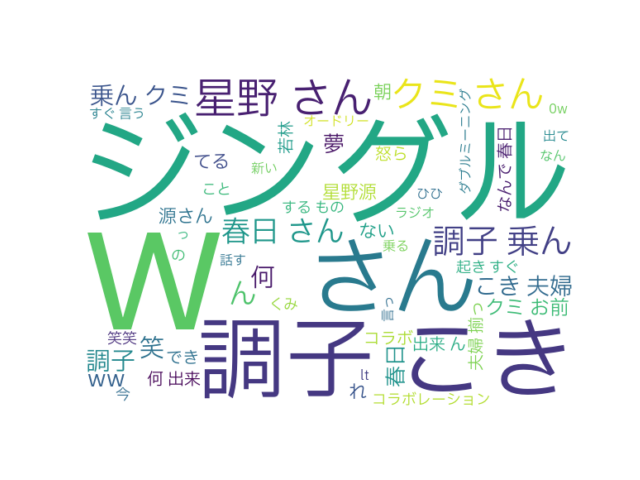 乗ん クミ
星野 さん
朝
クミ さん
すぐ 言う
オードリー
ダブルミーニング
0w
ジングル
若林
夢
怒ら
なんで 春日
出て
なん
てる
新い
こと
星野源
ひひ
源さん
する もの
ラジオ
春日 さん
ない
調子 乗ん
っ
の
乗る
W
さん
話す
何
起き すぐ
ん
くみ
言っ
こき 夫婦
クミ お前
調子 こき
笑笑
笑
でき
コラボ
出来 ん
夫婦 揃っ
調子
春日
ww
何 出来
lt
れ
今
コラボレーション